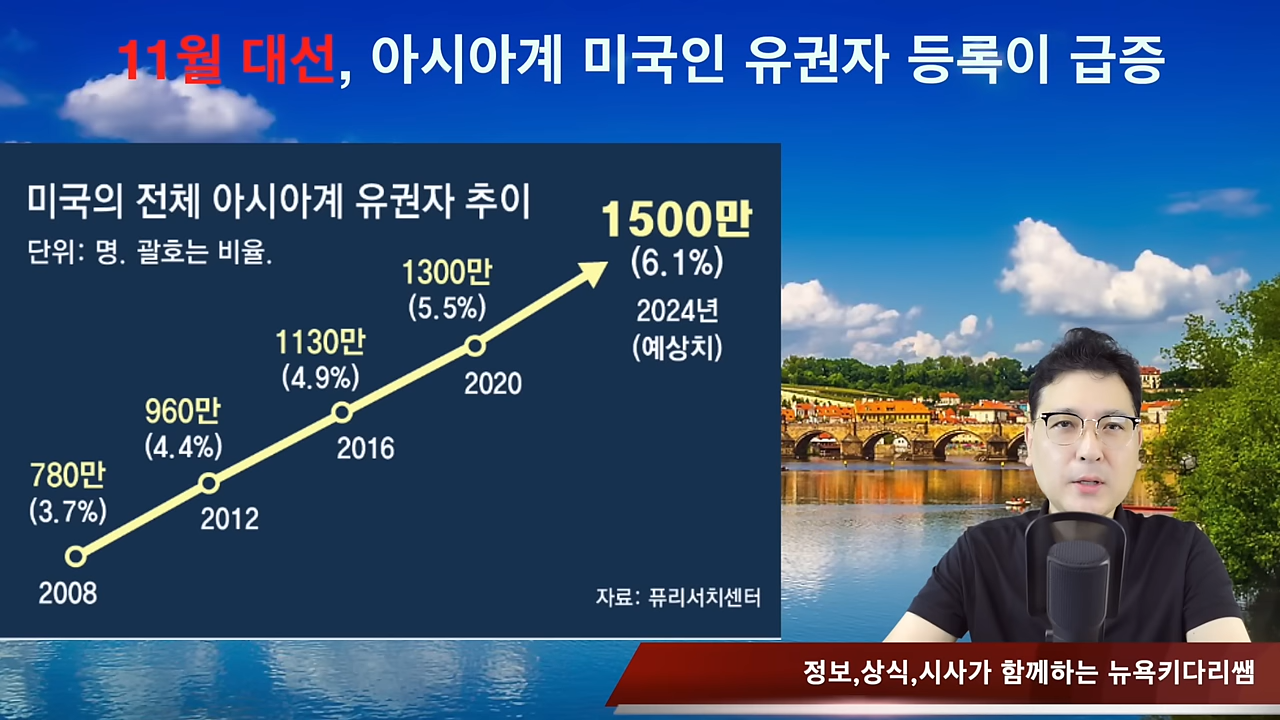 11월 대선, 아시아계 미국인 유권자 등록이 급증
미국의 전체 아시아계 유권자 추이
단위: 명. 괄호는 비율.
1500만
(6.1%)
2024년
(예상치)
1300만
(5.5%)
2020
1130만
(4.9%)
2016
960만
(4.4%)
2012
780만
(3.7%)
2008
자료: 퓨리서치센터
정보,상식,시사가 함께하는 뉴욕키다리쌤